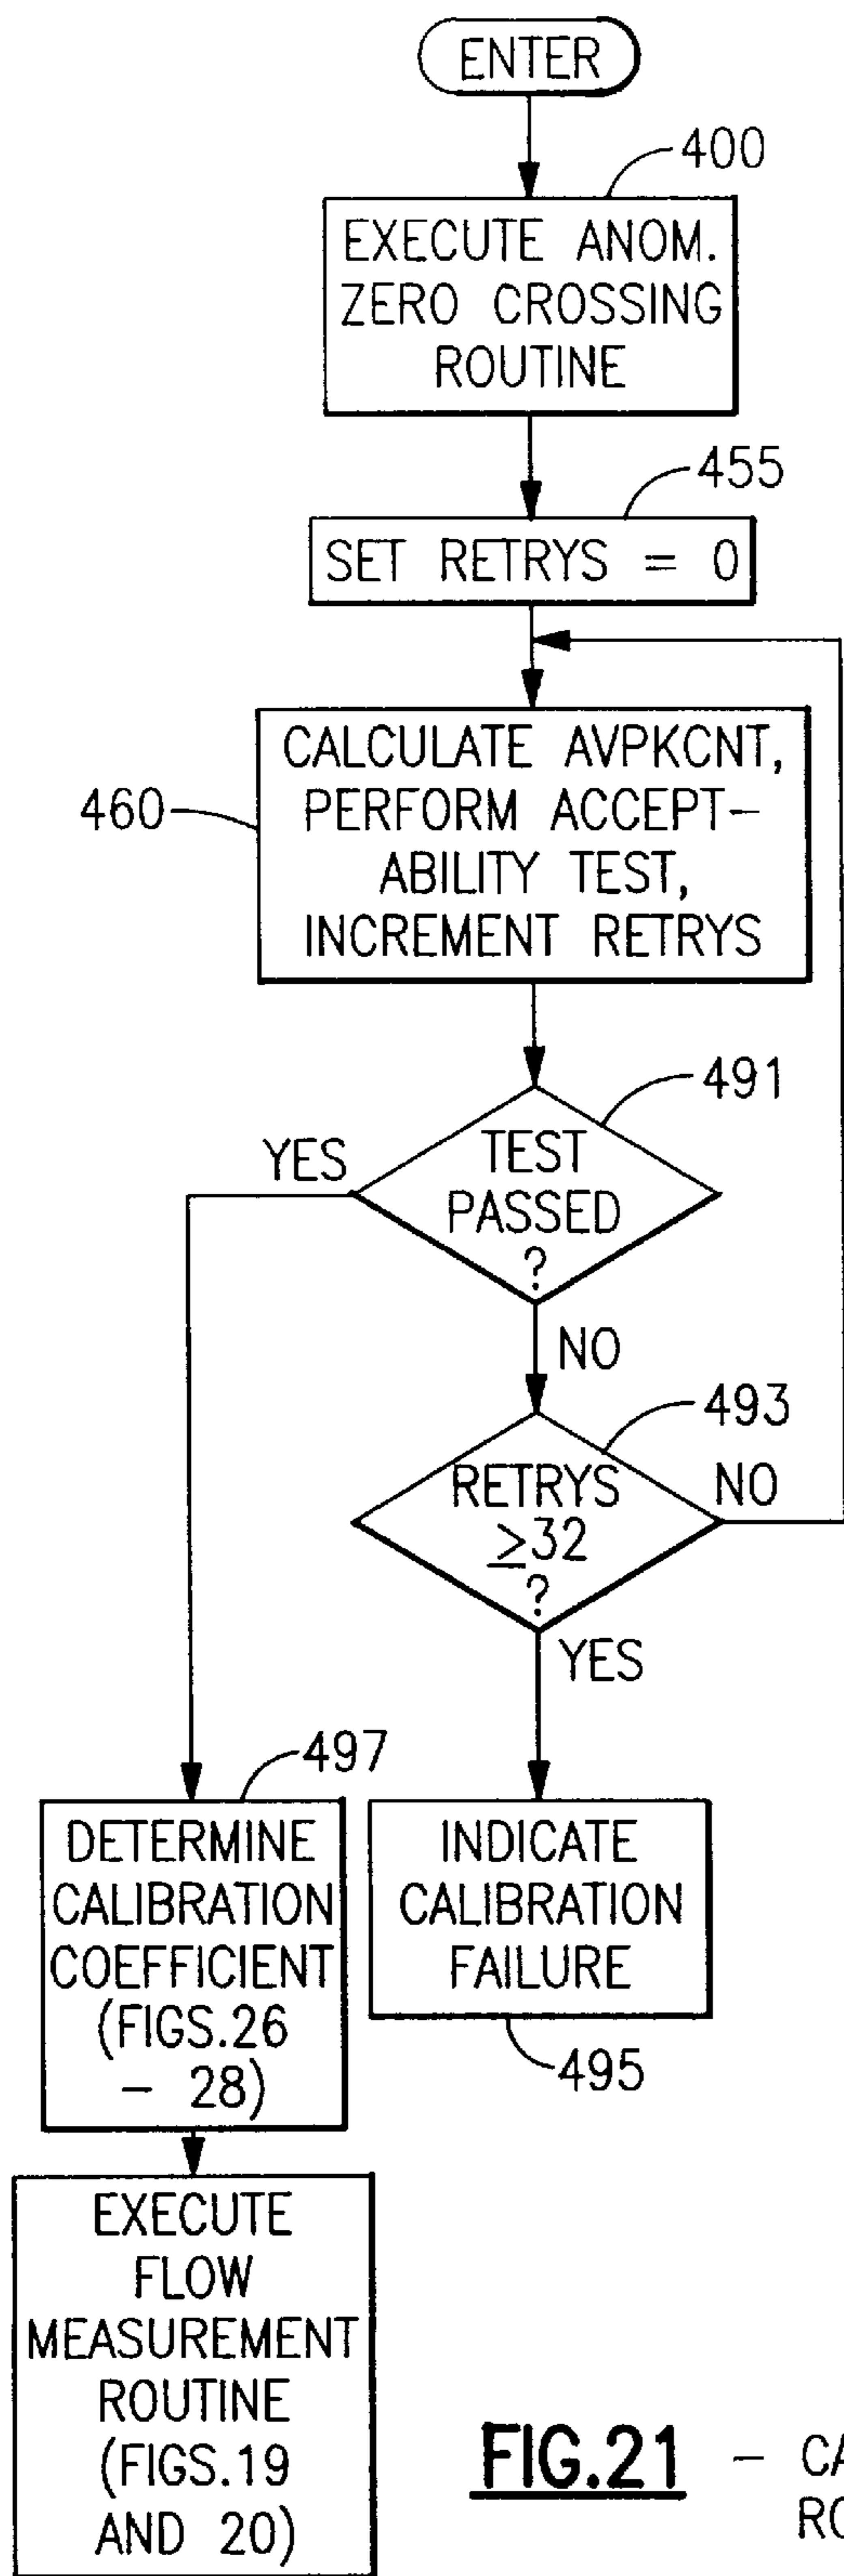 ENTER
400
EXECUTE ANOM.
ZERO CROSSING
ROUTINE
455
SET RETRYS = 0
460
CALCULATE AVPKCNT,
PERFORM ACCEPT-
ABILITY TEST,
INCREMENT RETRYS
491
YES
TEST
PASSED
?
NO
493
RETRYS
≥32
?
NO
YES
497
DETERMINE
CALIBRATION
COEFFICIENT
(FIGS.26
- 28)
INDICATE
CALIBRATION
FAILURE
495
EXECUTE
FLOW
MEASUREMENT
ROUTINE
(FIGS.19
AND 20)
FIG.21 -